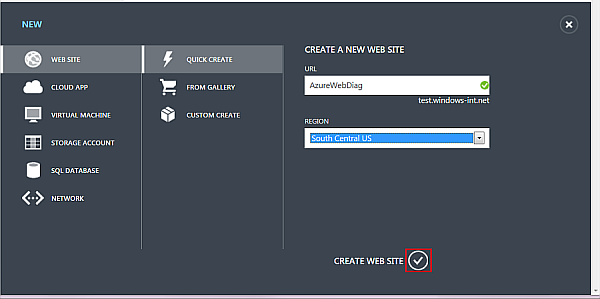 NEW
WEB SITE
CLOUD APP
VIRTUAL MACHINE
STORAGE ACCOUNT
SQL DATABASE
NETWORK
QUICK CREATE
FROM GALLERY
CUSTOM CREATE
CREATE A NEW WEB SITE
URL
AzureWebDiag
test.windows-int.net
REGION
South Central US
CREATE WEB SITE